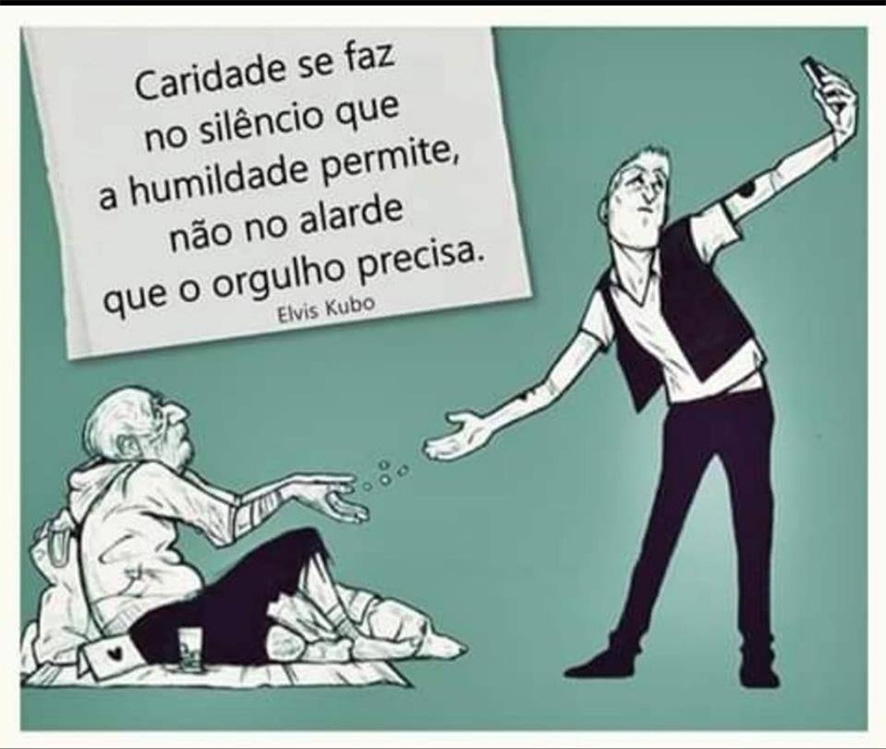 Caridade se faz
no silêncio que
a humildade permite,
não no alarde
que o orgulho precisa.
Elvis Kubo